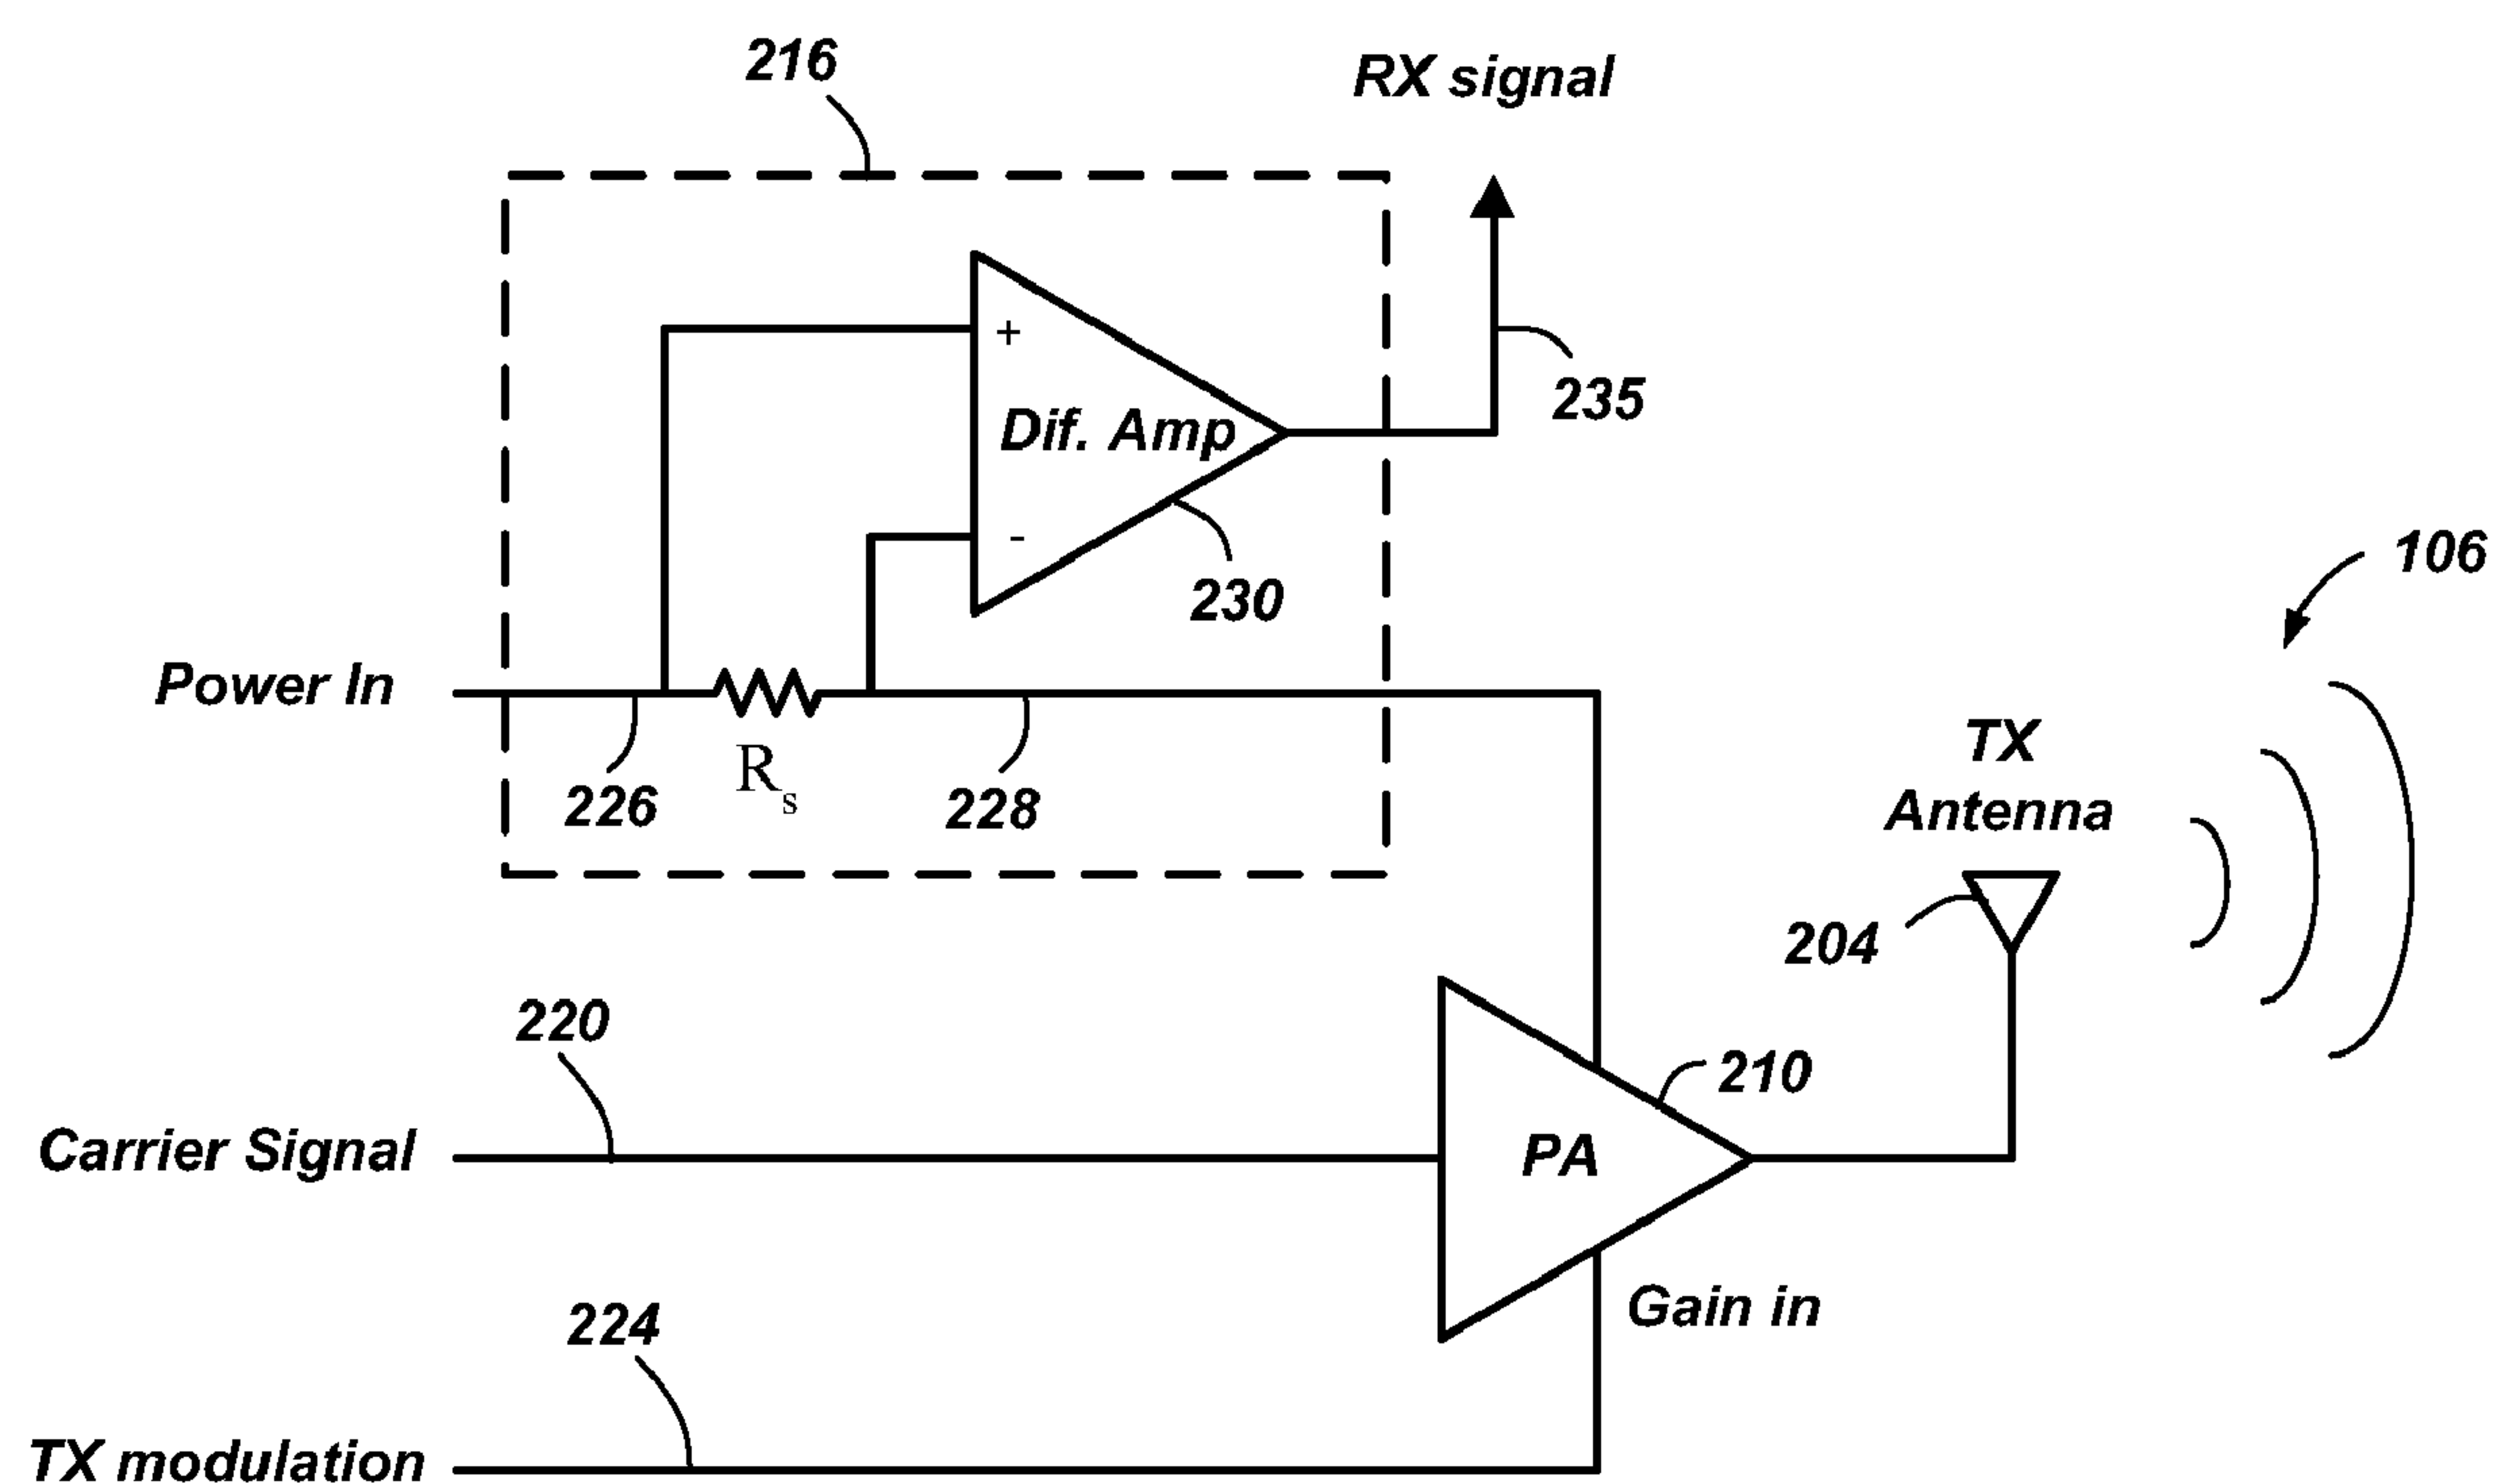 216
RX signal
+
Dif. Amp
235
-
230
106
Power In
Rs
226
228
TX
Antenna
204
220
210
Carrier Signal
PA
224
Gain in
TX modulation